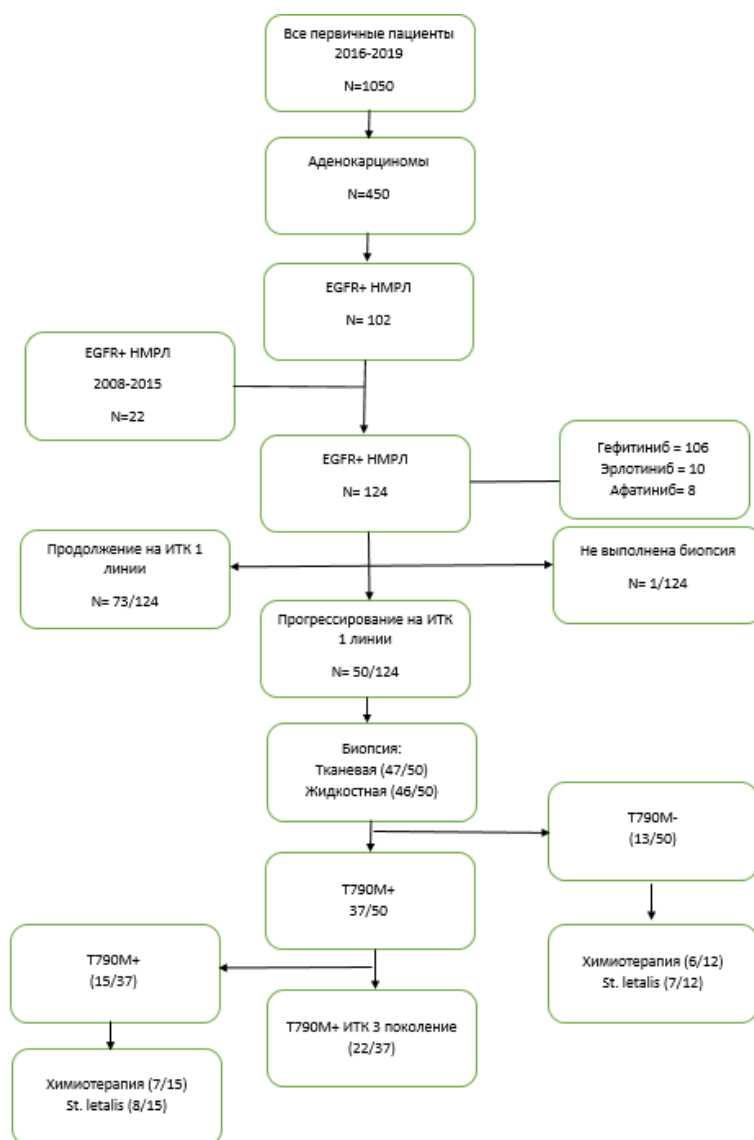 Все первичные пациенты
2016-2019
N=1050
Аденокарциномы
N=450
EGFR+ НМРЛ
N= 102
EGFR+ НМРЛ
2008-2015
N=22
EGFR+ НМРЛ
N= 124
Гефитиниб = 106
Эрлотиниб = 10
Афатиниб= 8
Продолжение на ИТК 1
линии
N= 73/124
Не выполнена биопсия
N= 1/124
Прогрессирование на ИТК
1 линии
N= 50/124
Биопсия:
Тканевая (47/50)
Жидкостная (46/50)
T790M-
(13/50)
T790M+
37/50
T790M+
(15/37)
Химиотерапия (6/12)
St. letalis (7/12)
T790M+ ИТК 3 поколение
(22/37)
Химиотерапия (7/15)
St. letalis (8/15)